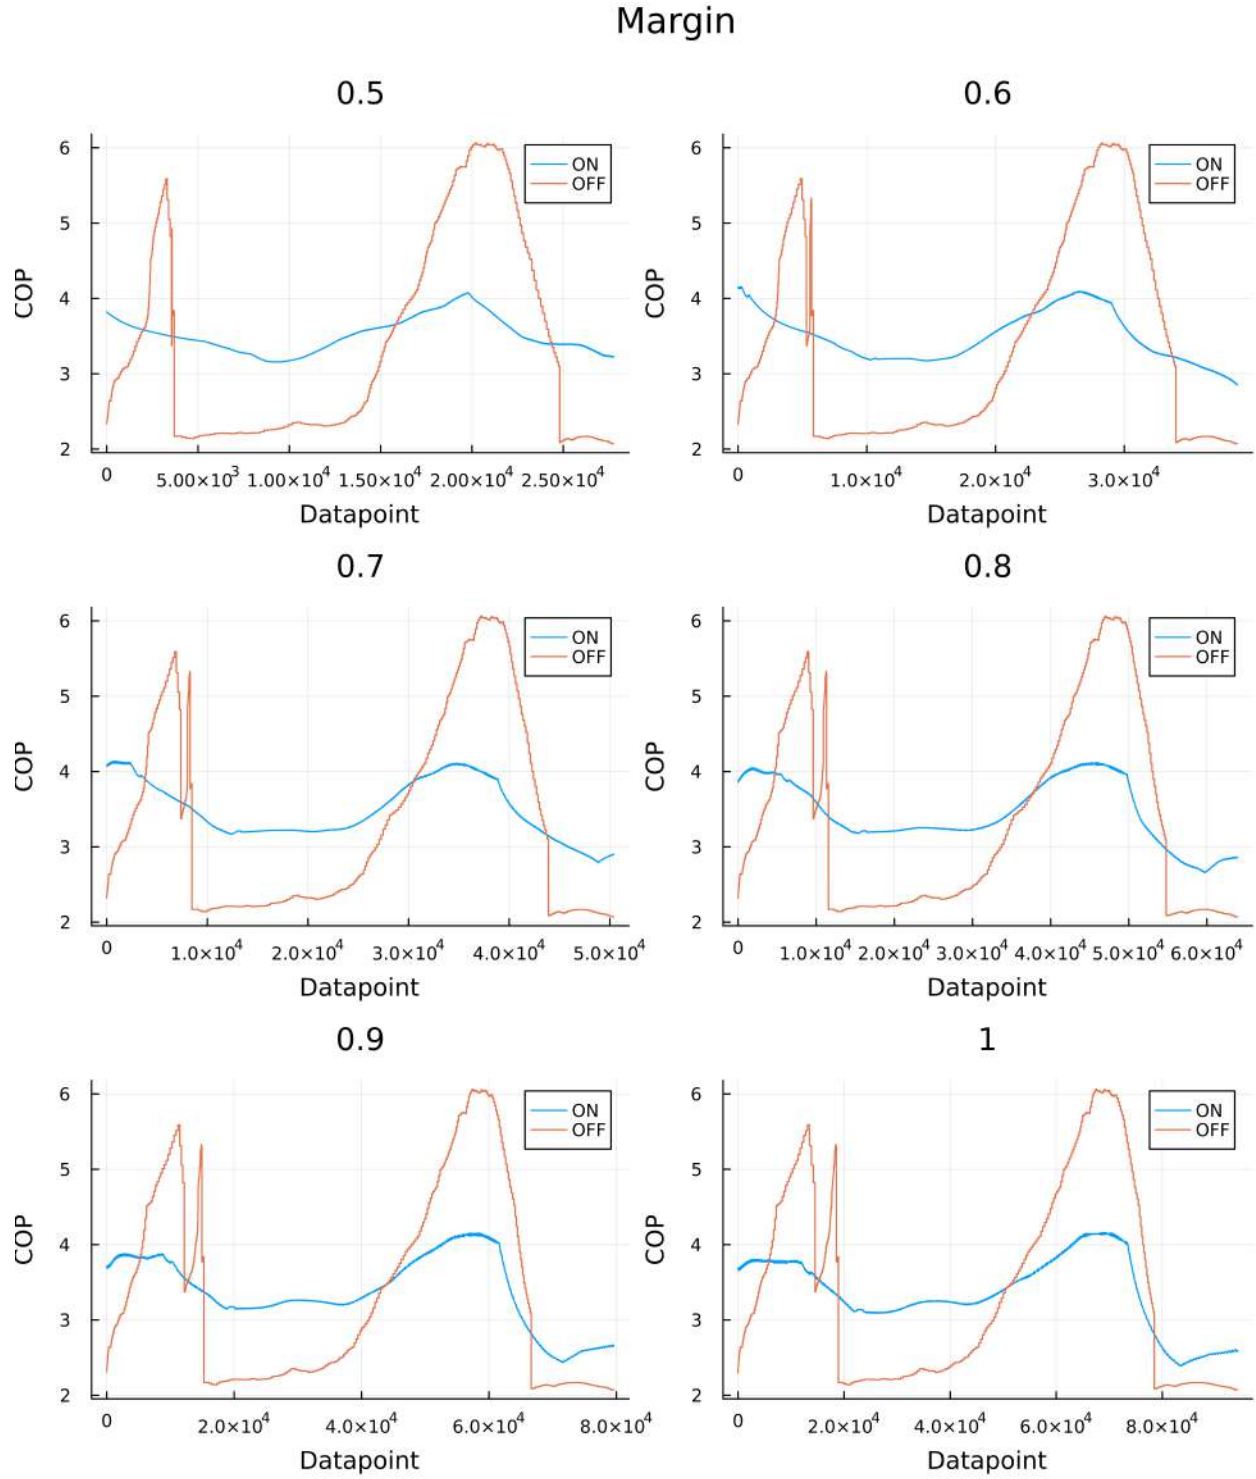 Margin
0.5
6
5
4
3
2
COP
ON
OFF
0
5.00×10³
1.00×10⁴
1.50×10⁴
2.00×10⁴
2.50×10⁴
Datapoint
0.6
6
5
4
3
2
COP
ON
OFF
0
1.0×10⁴
2.0×10⁴
3.0×10⁴
Datapoint
0.7
6
5
4
3
2
COP
ON
OFF
0
1.0×10⁴
2.0×10⁴
3.0×10⁴
4.0×10⁴
5.0×10⁴
Datapoint
0.8
6
5
4
3
2
COP
ON
OFF
0
1.0×10⁴
2.0×10⁴
3.0×10⁴
4.0×10⁴
5.0×10⁴
6.0×10⁴
Datapoint
0.9
6
5
4
3
2
COP
ON
OFF
0
2.0×10⁴
4.0×10⁴
6.0×10⁴
8.0×10⁴
Datapoint
1
6
5
4
3
2
COP
ON
OFF
0
2.0×10⁴
4.0×10⁴
6.0×10⁴
8.0×10⁴
Datapoint